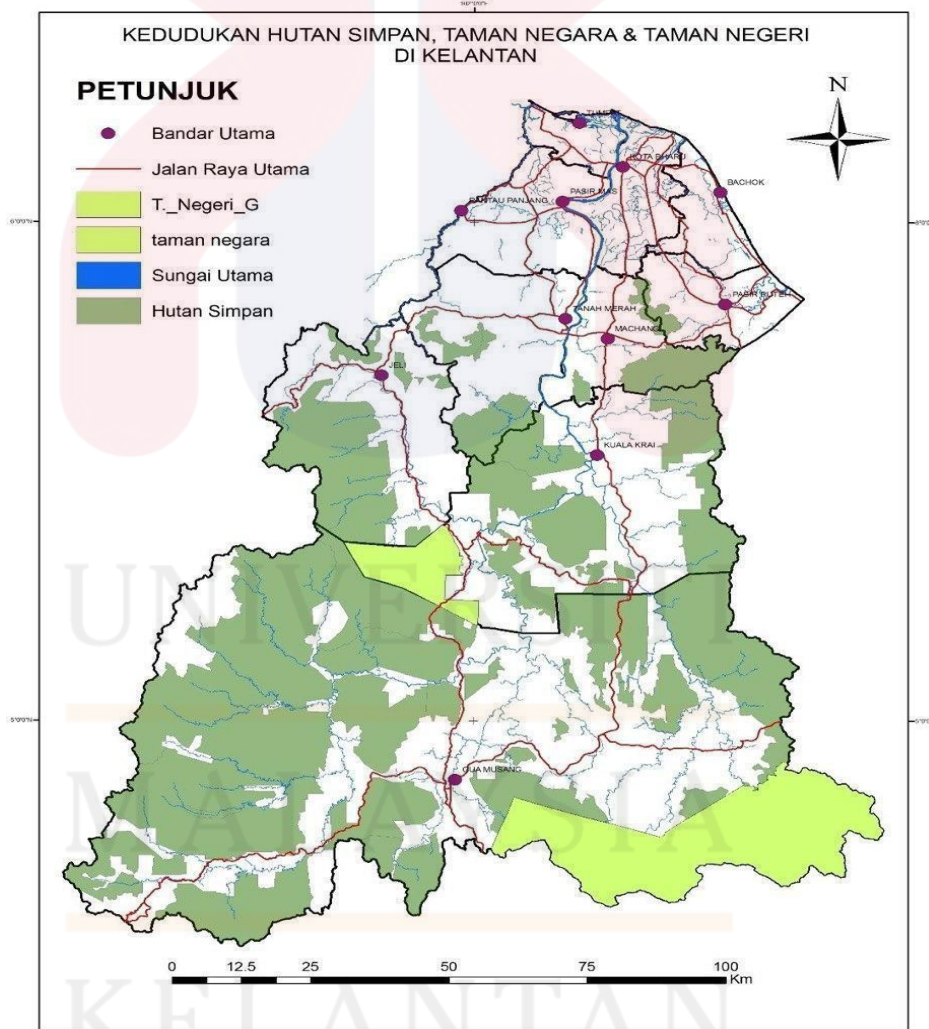 KEDUDUKAN HUTAN SIMPAN, TAMAN NEGARA & TAMAN NEGERI
DI KELANTAN
PETUNJUK
Bandar Utama
Jalan Raya Utama
T._Negeri_G
taman negara
Sungai Utama
Hutan Simpan
N
TUMPAT
KOTA BHARU
BACHOK
PASIR MAS
RANTAU PANJANG
PASIR PUTEH
TANAH MERAH
MACHANG
JELI
KUALA KRAI
GUA MUSANG
UNIVERSITI
MALAYSIA
KELANTAN
0 12.5 25 50 75 100
Km